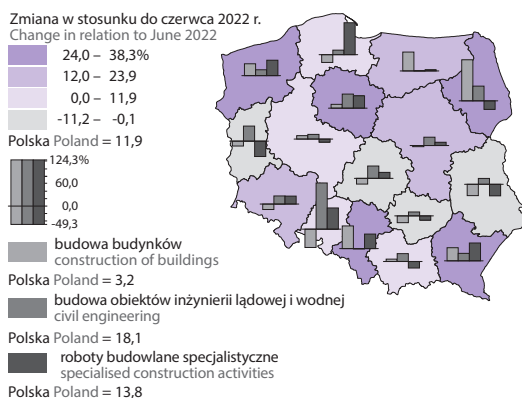 Zmiana w stosunku do czerwca 2022 r.
Change in relation to June 2022
24,0 – 38,3%
12,0 – 23,9
0,0 – 11,9
-11,2 – -0,1
Polska Poland = 11,9
124,3%
60,0
0,0
-49,3
budowa budynków
construction of buildings
Polska Poland = 3,2
budowa obiektów inżynierii lądowej i wodnej
civil engineering
Polska Poland = 18,1
roboty budowlane specjalistyczne
specialised construction activities
Polska Poland = 13,8